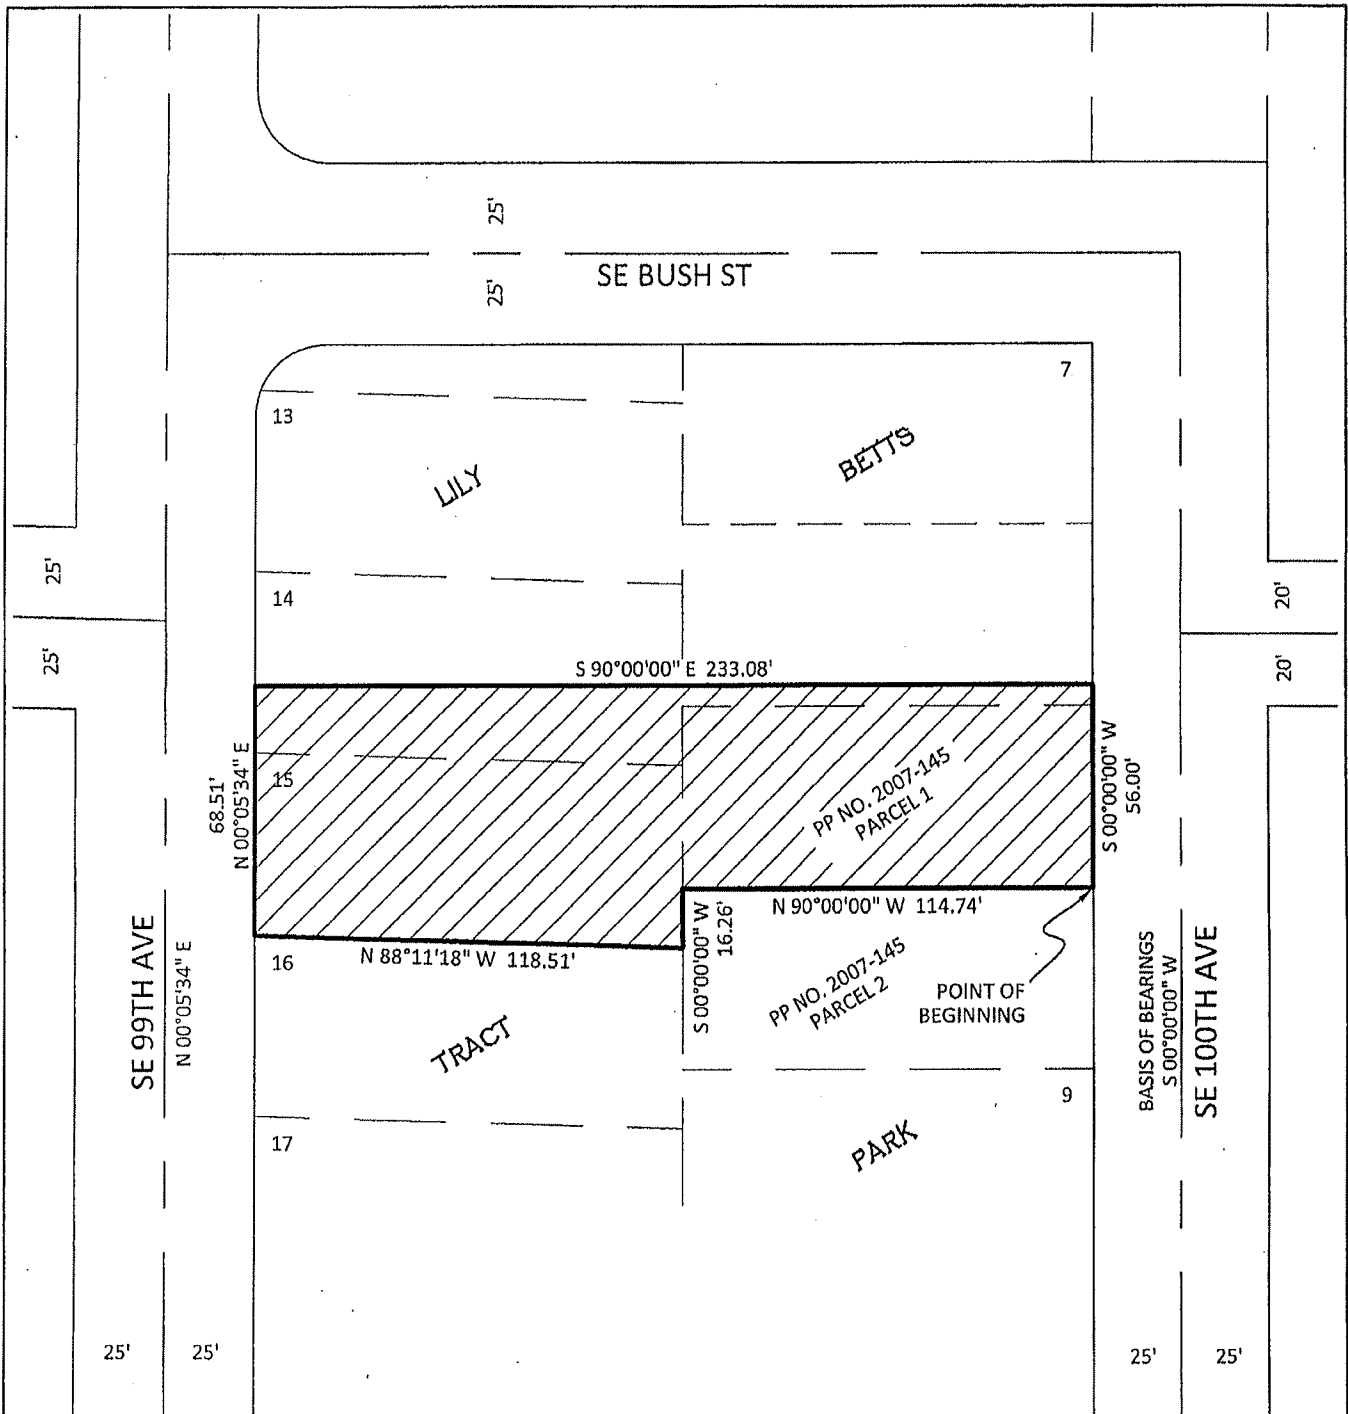 25'
25'
SE BUSH ST
7
13
LILY
BETTS
25'
25'
14
20'
20'
S 90°00'00" E 233.08'
15
68.51'
N 00°05'34" E
PP NO. 2007-145
PARCEL 1
S 00°00'00" W
56.00'
N 90°00'00" W 114.74'
S 00°00'00" W
16.26'
N 88°11'18" W 118.51'
16
PP NO. 2007-145
PARCEL 2
POINT OF
BEGINNING
SE 99TH AVE
N 00°05'34" E
BASIS OF BEARINGS
S 00°00'00" W
SE 100TH AVE
TRACT
9
17
PARK
25'
25'
25'
25'